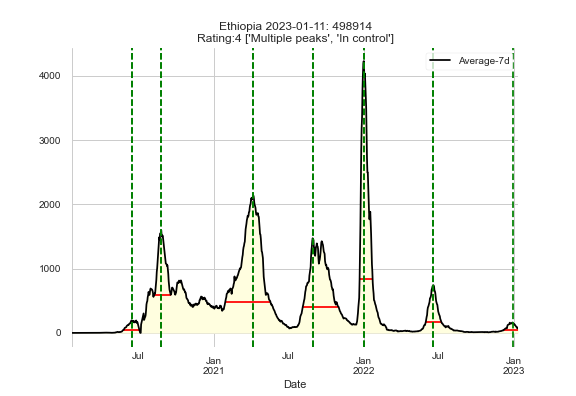 Ethiopia 2023-01-11: 498914
Rating:4 ['Multiple peaks', 'In control']
Average-7d
4000
3000
2000
1000
0
Jul
Jan
2021
Jul
Jan
2022
Jul
Jan
2023
Date